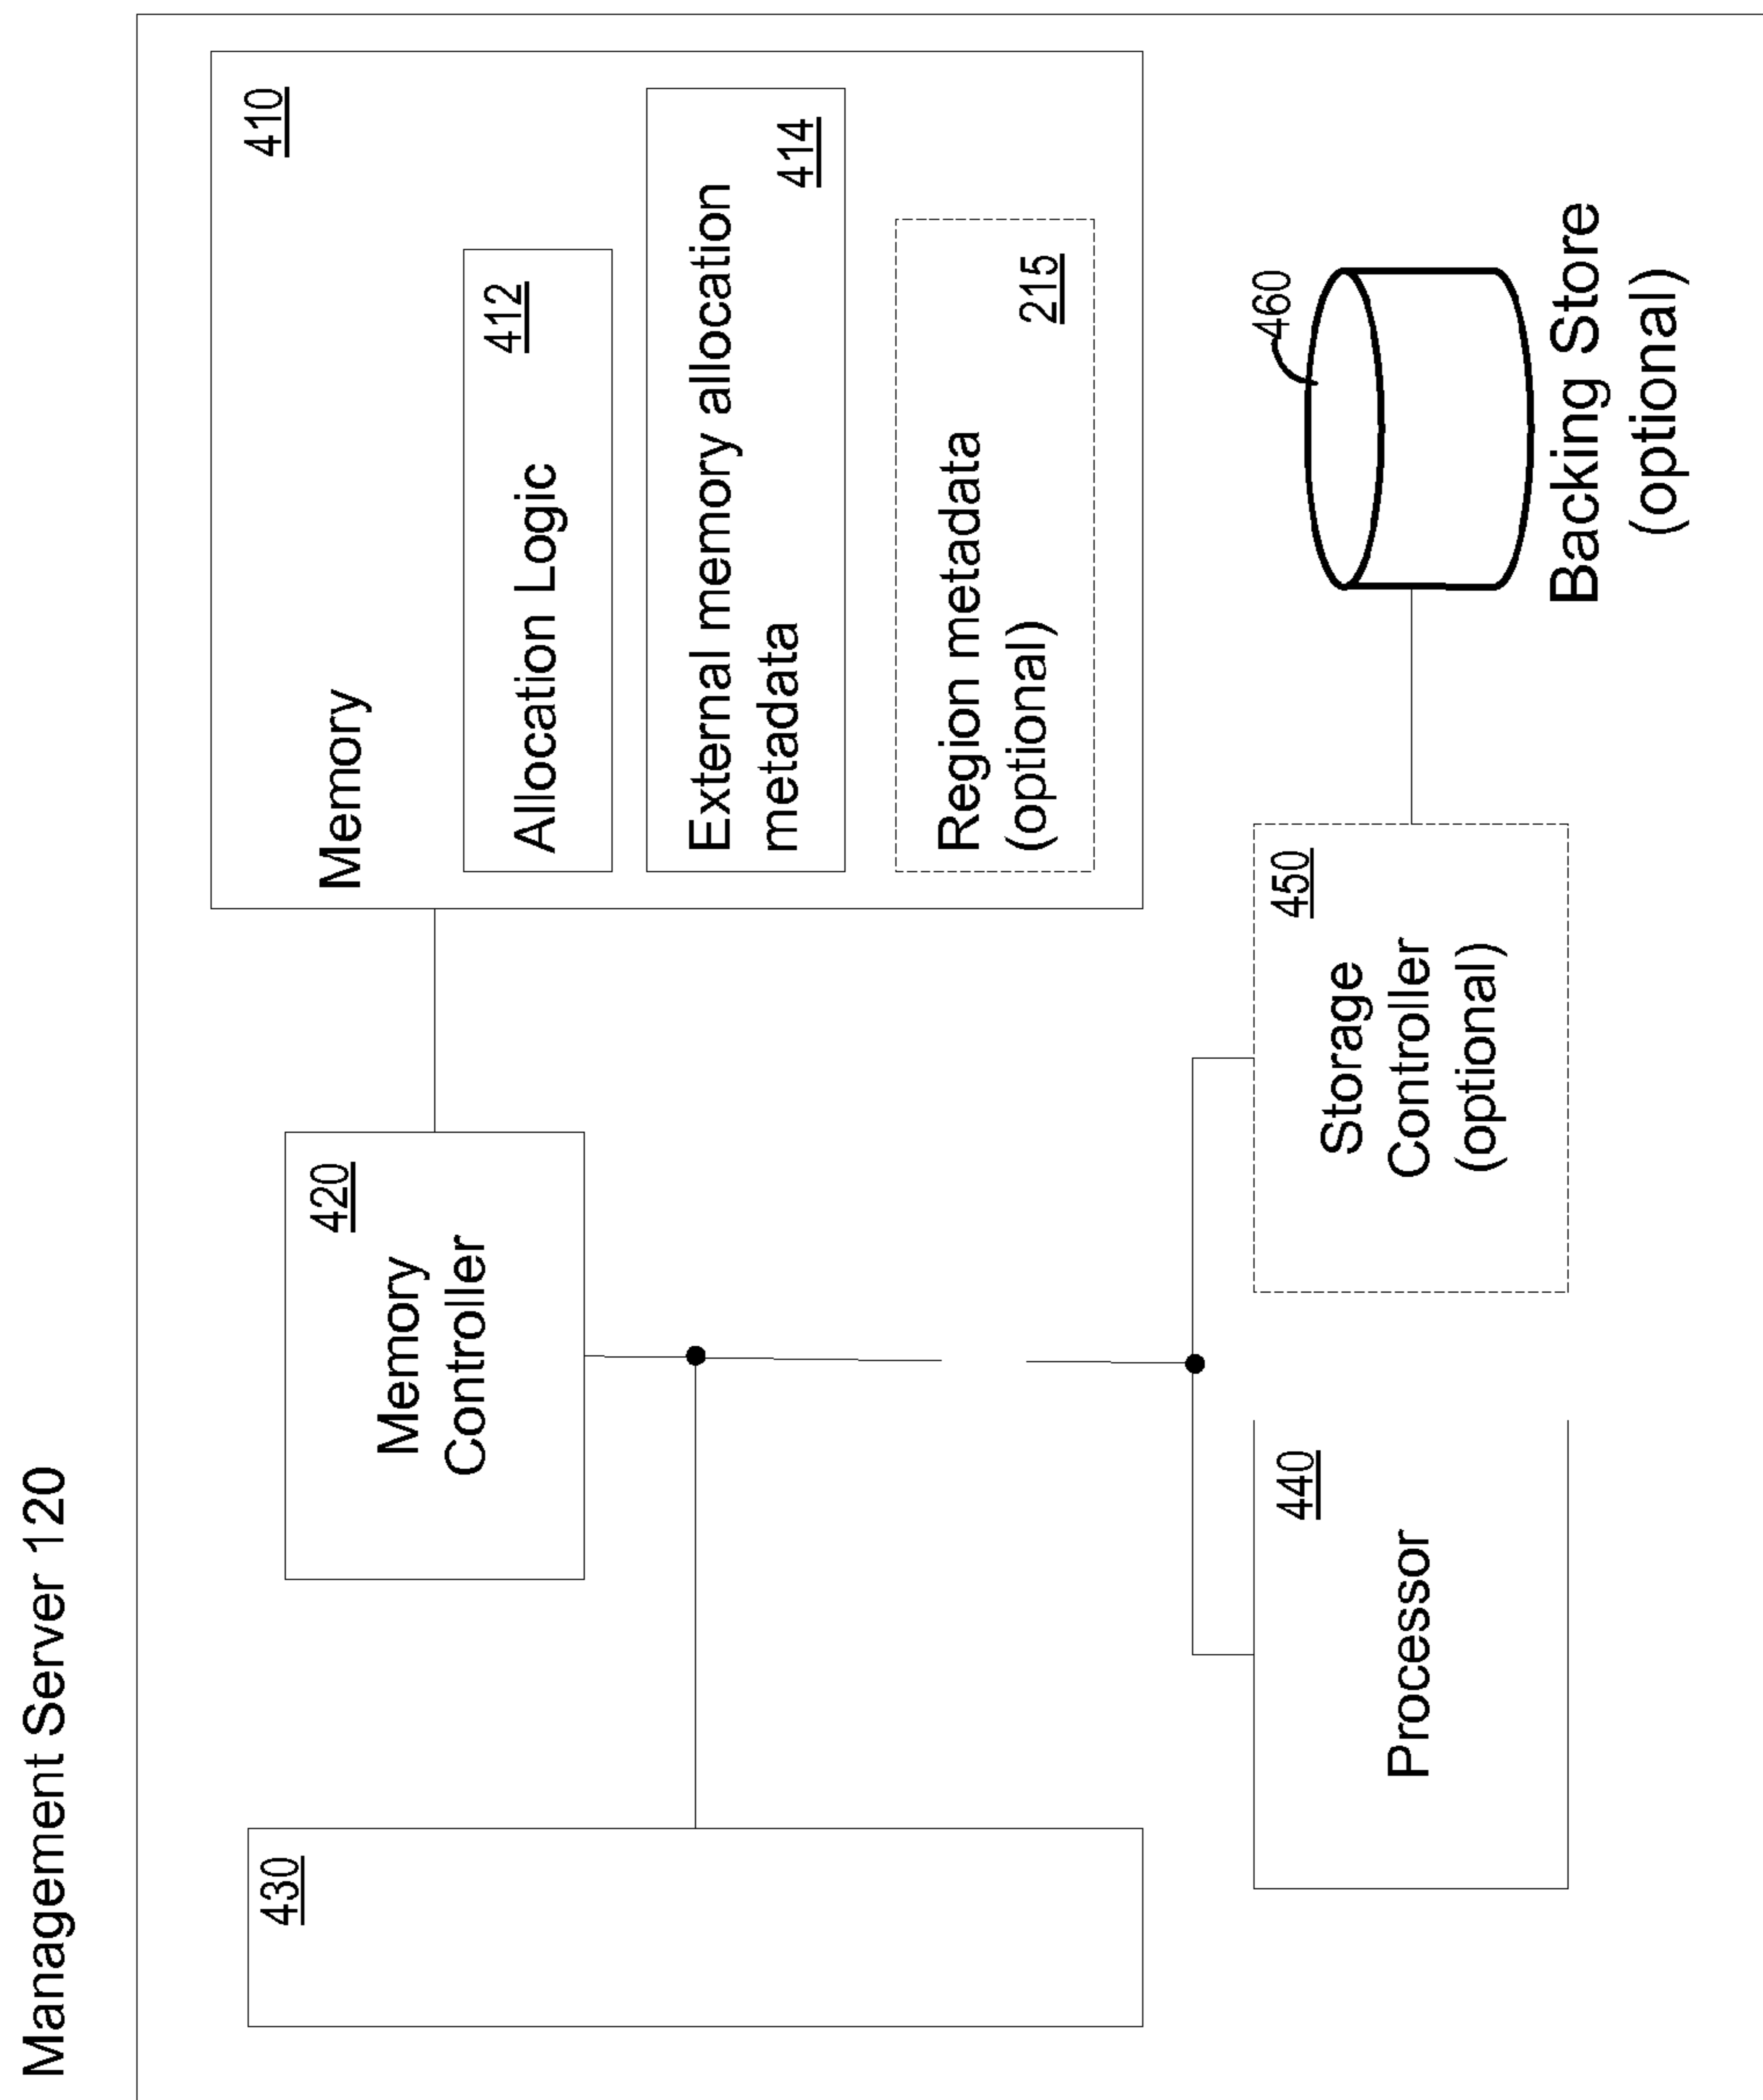 Management Server 120
430
420
Memory
Controller
410
Memory
412
Allocation Logic
External memory allocation
metadata
414
Region metadata
(optional)
215
440
Processor
450
Storage
Controller
(optional)
460
Backing Store
(optional)